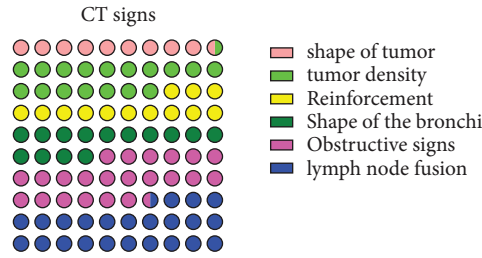 CT signs
shape of tumor
tumor density
Reinforcement
Shape of the bronchi
Obstructive signs
lymph node fusion